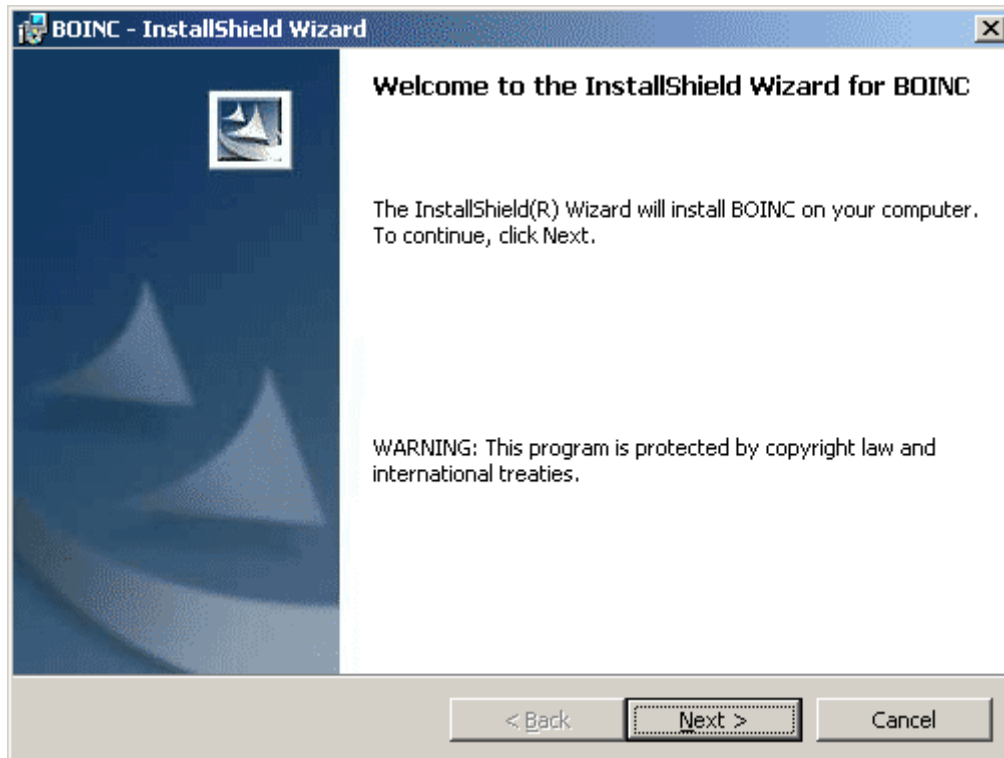 BOINC - InstallShield Wizard
Welcome to the InstallShield Wizard for BOINC
The InstallShield(R) Wizard will install BOINC on your computer.
To continue, click Next.
WARNING: This program is protected by copyright law and
international treaties.
< Back
Next >
Cancel